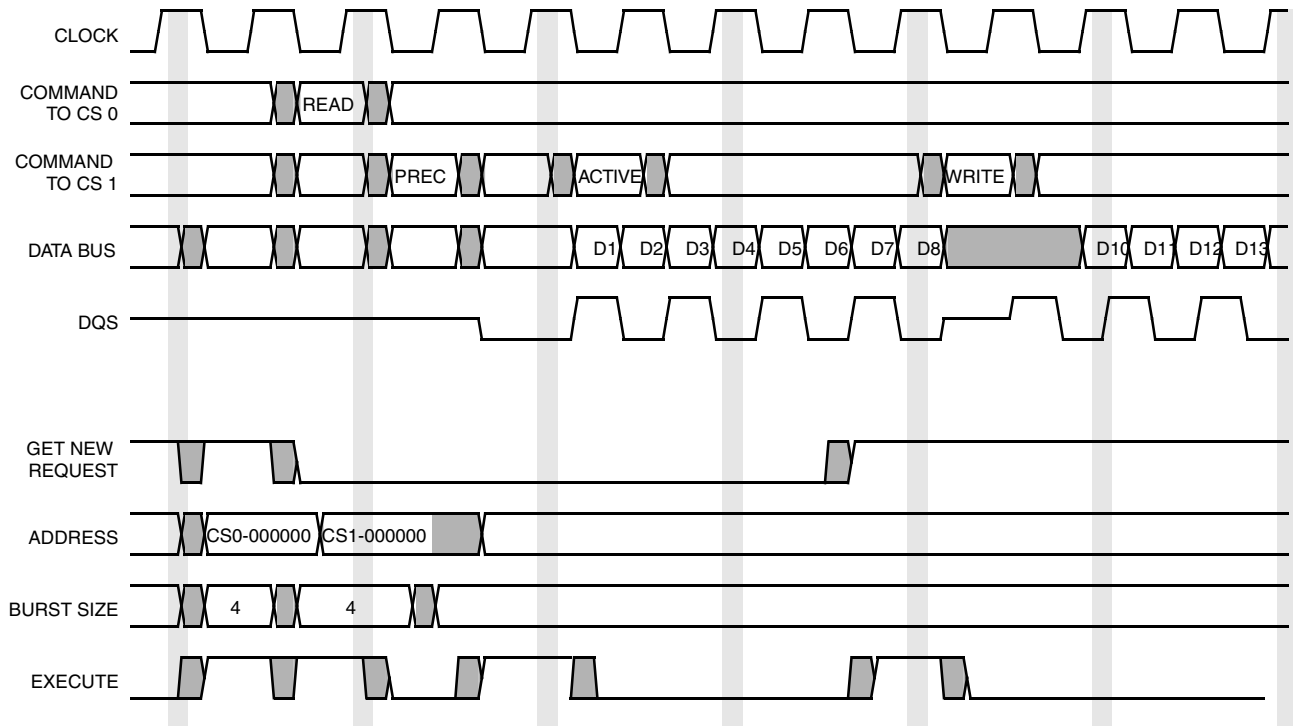 CLOCK
COMMAND
TO CS 0
READ
COMMAND
TO CS 1
PREC
ACTIVE
WRITE
DATA BUS
D1
D2
D3
D4
D5
D6
D7
D8
D10
D11
D12
D13
DQS
GET NEW
REQUEST
ADDRESS
CS0-000000
CS1-000000
BURST SIZE
4
4
EXECUTE